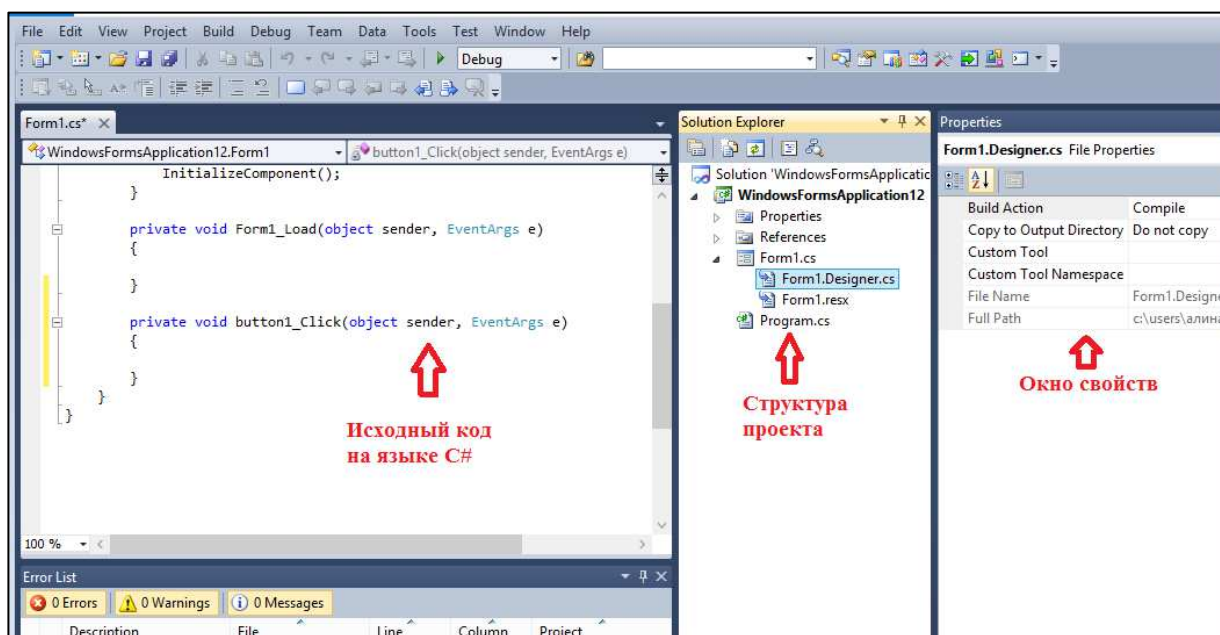 File Edit View Project Build Debug Team Data Tools Test Window Help
Debug
Form1.cs*
WindowsFormsApplication12.Form1
button1_Click(object sender, EventArgs e)
InitializeComponent();
}
private void Form1_Load(object sender, EventArgs e)
{
}
private void button1_Click(object sender, EventArgs e)
{
}
}
}
Исходный код
на языке C#
100 %
Error List
0 Errors
0 Warnings
0 Messages
Description File Line Column Project
Solution Explorer
Solution 'WindowsFormsApplic
WindowsFormsApplication12
Properties
References
Form1.cs
Form1.Designer.cs
Form1.resx
Program.cs
Структура
проекта
Properties
Form1.Designer.cs File Properties
Build Action Compile
Copy to Output Directory Do not copy
Custom Tool
Custom Tool Namespace
File Name Form1.Designe
Full Path c:\users\алина
Окно свойств